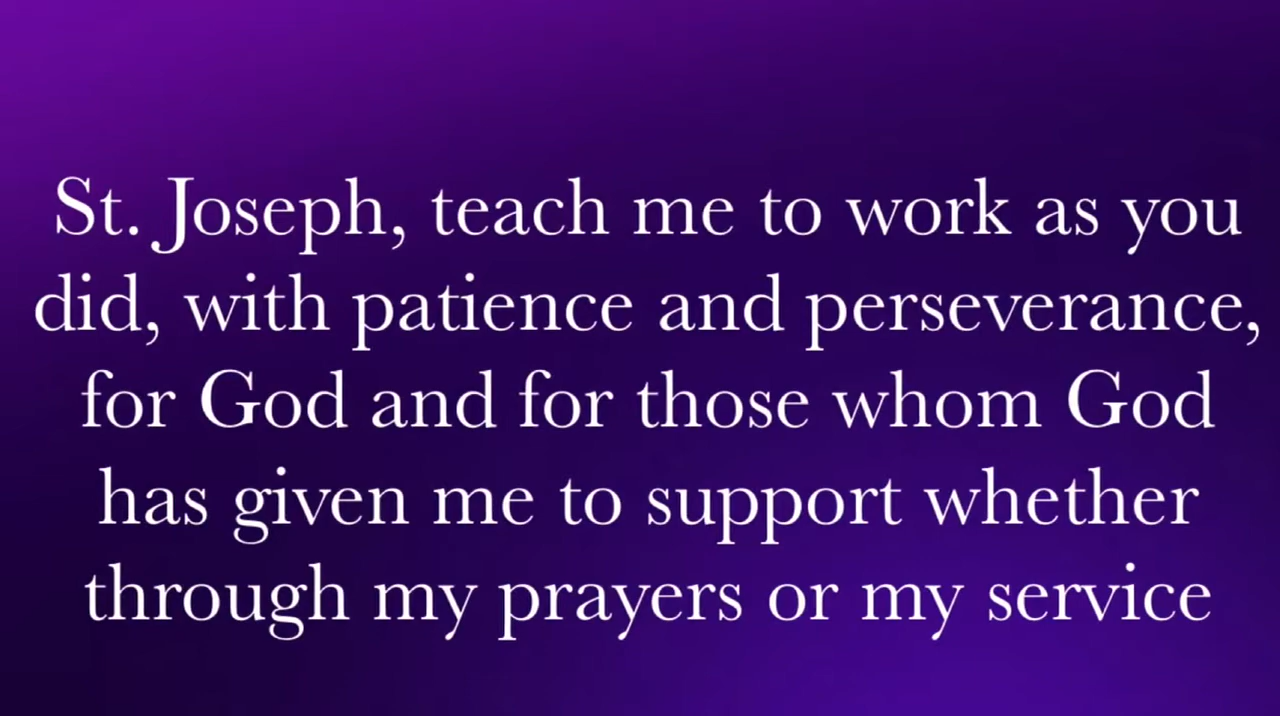 St. Joseph, teach me to work as you
did, with patience and perseverance,
for God and for those whom God
has given me to support whether
through my prayers or my service